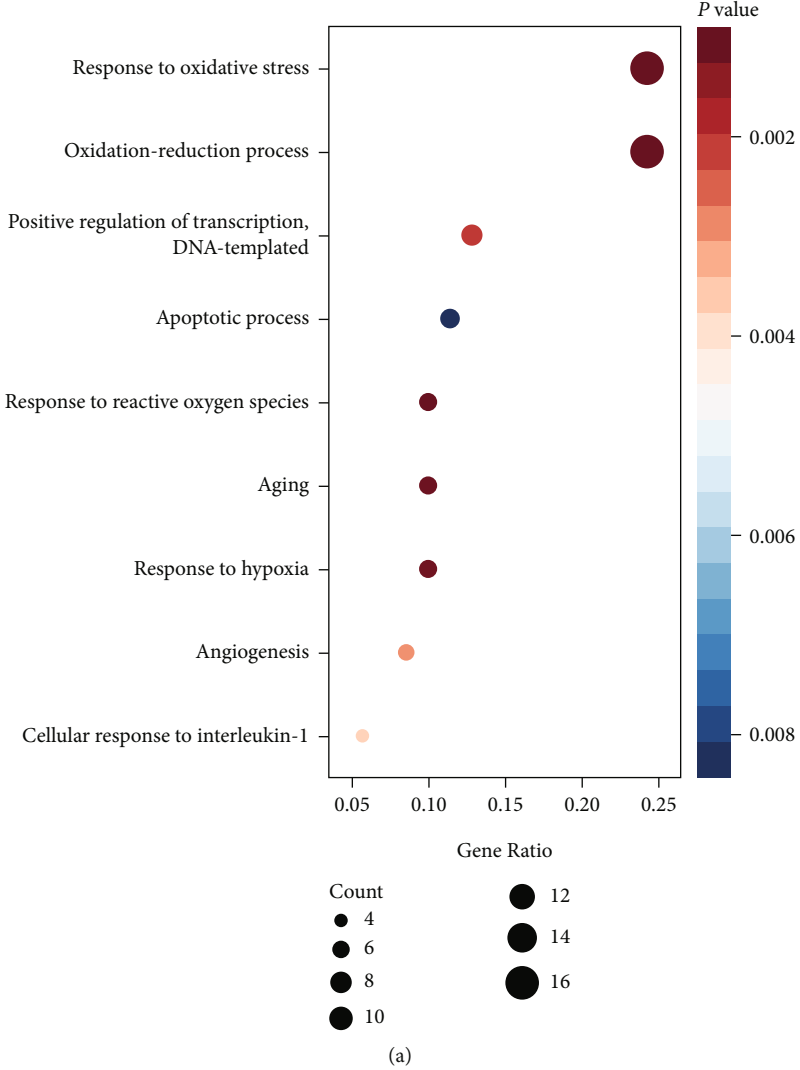 P value
Response to oxidative stress
Oxidation-reduction process
Positive regulation of transcription,
DNA-templated
Apoptotic process
Response to reactive oxygen species
Aging
Response to hypoxia
Angiogenesis
Cellular response to interleukin-1
0.002
0.004
0.006
0.008
0.05 0.10 0.15 0.20 0.25
Gene Ratio
Count
4
6
8
10
12
14
16
(a)